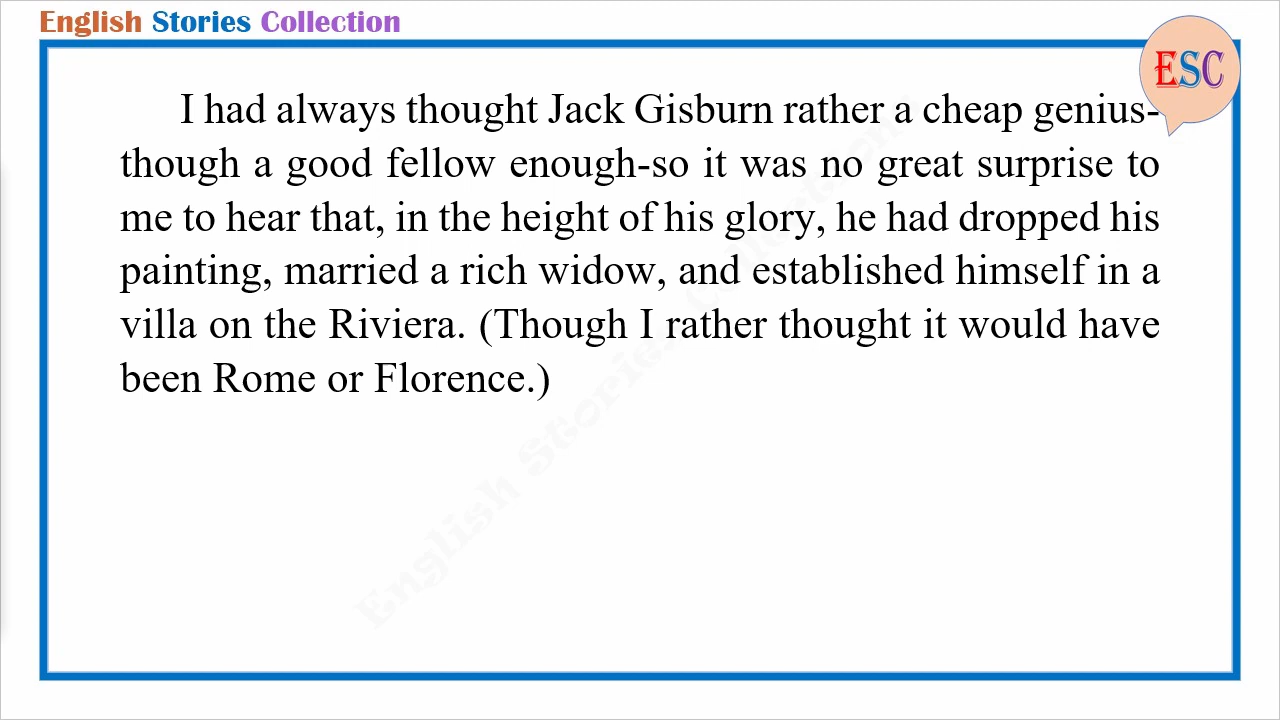 English Stories Collection
ESC
I had always thought Jack Gisburn rather a cheap genius-
though a good fellow enough-so it was no great surprise to
me to hear that, in the height of his glory, he had dropped his
painting, married a rich widow, and established himself in a
villa on the Riviera. (Though I rather thought it would have
been Rome or Florence.)
English Stories Collection